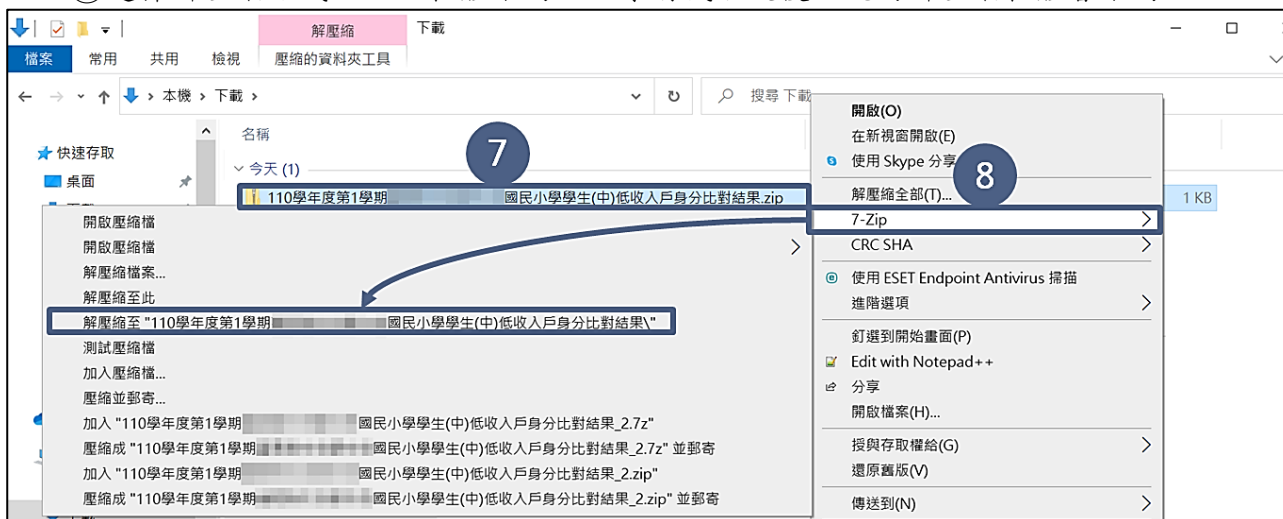 解壓縮
下載
檔案
常用
共用
檢視
壓縮的資料夾工具
本機 › 下載 ›
搜尋 下載
名稱
快速存取
今天 (1)
桌面
7
110學年度第1學期 國民小學學生(中)低收入戶身分比對結果.zip
1 KB
開啟(O)
在新視窗開啟(E)
使用 Skype 分享
8
解壓縮全部(T)...
7-Zip
CRC SHA
使用 ESET Endpoint Antivirus 掃描
進階選項
釘選到開始畫面(P)
Edit with Notepad++
分享
開啟檔案(H)...
授與存取權給(G)
還原舊版(V)
傳送到(N)
開啟壓縮檔
開啟壓縮檔
解壓縮檔案...
解壓縮至此
解壓縮至 "110學年度第1學期 國民小學學生(中)低收入戶身分比對結果\"
測試壓縮檔
加入壓縮檔...
壓縮並郵寄...
加入 "110學年度第1學期 國民小學學生(中)低收入戶身分比對結果_2.7z"
壓縮成 "110學年度第1學期 國民小學學生(中)低收入戶身分比對結果_2.7z" 並郵寄
加入 "110學年度第1學期 國民小學學生(中)低收入戶身分比對結果_2.zip"
壓縮成 "110學年度第1學期 國民小學學生(中)低收入戶身分比對結果_2.zip" 並郵寄